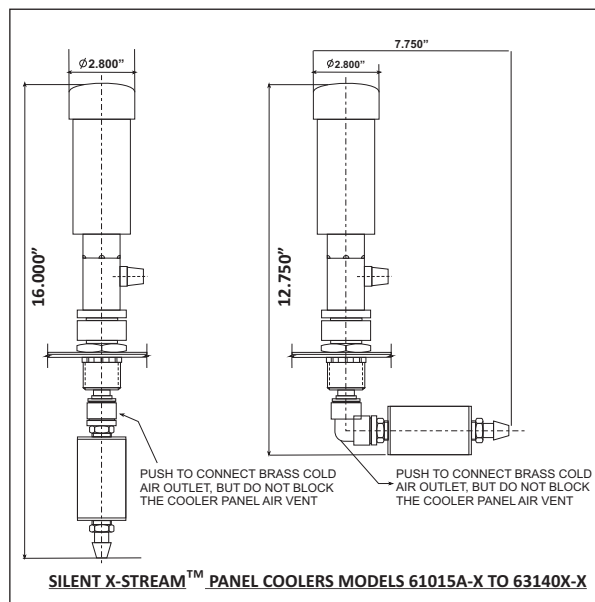 7.750"
Ø2.800"
Ø2.800"
16.000"
12.750"
PUSH TO CONNECT BRASS COLD
AIR OUTLET, BUT DO NOT BLOCK
THE COOLER PANEL AIR VENT
PUSH TO CONNECT BRASS COLD
AIR OUTLET, BUT DO NOT BLOCK
THE COOLER PANEL AIR VENT
SILENT X-STREAM™ PANEL COOLERS MODELS 61015A-X TO 63140X-X